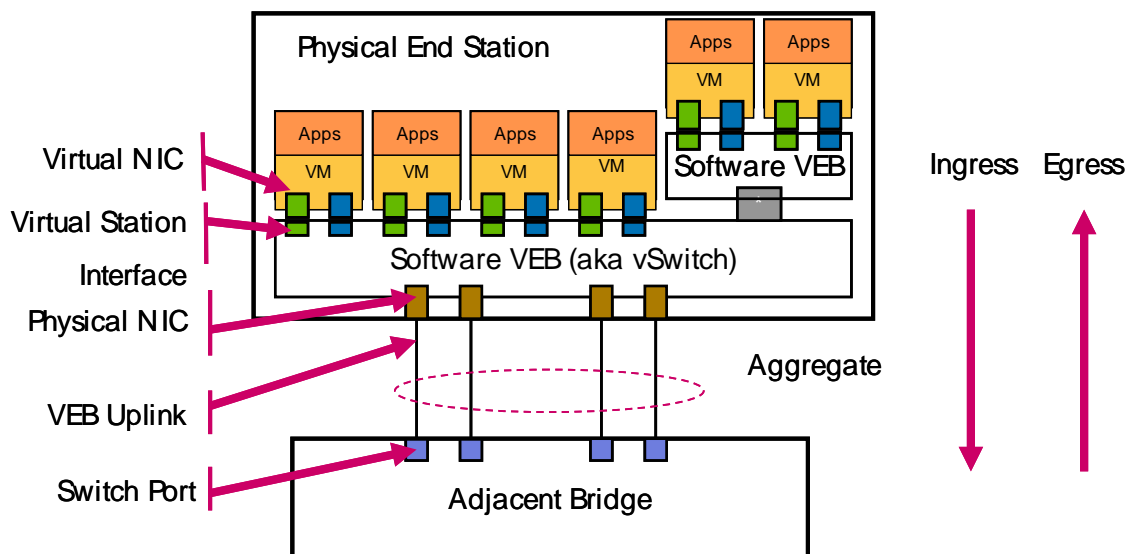 Physical End Station
Apps
Apps
VM
VM
Apps
Apps
Apps
Apps
VM
VM
VM
VM
Software VEB
Virtual NIC
Ingress
Egress
Virtual Station
Interface
Software VEB (aka vSwitch)
Physical NIC
Aggregate
VEB Uplink
Switch Port
Adjacent Bridge